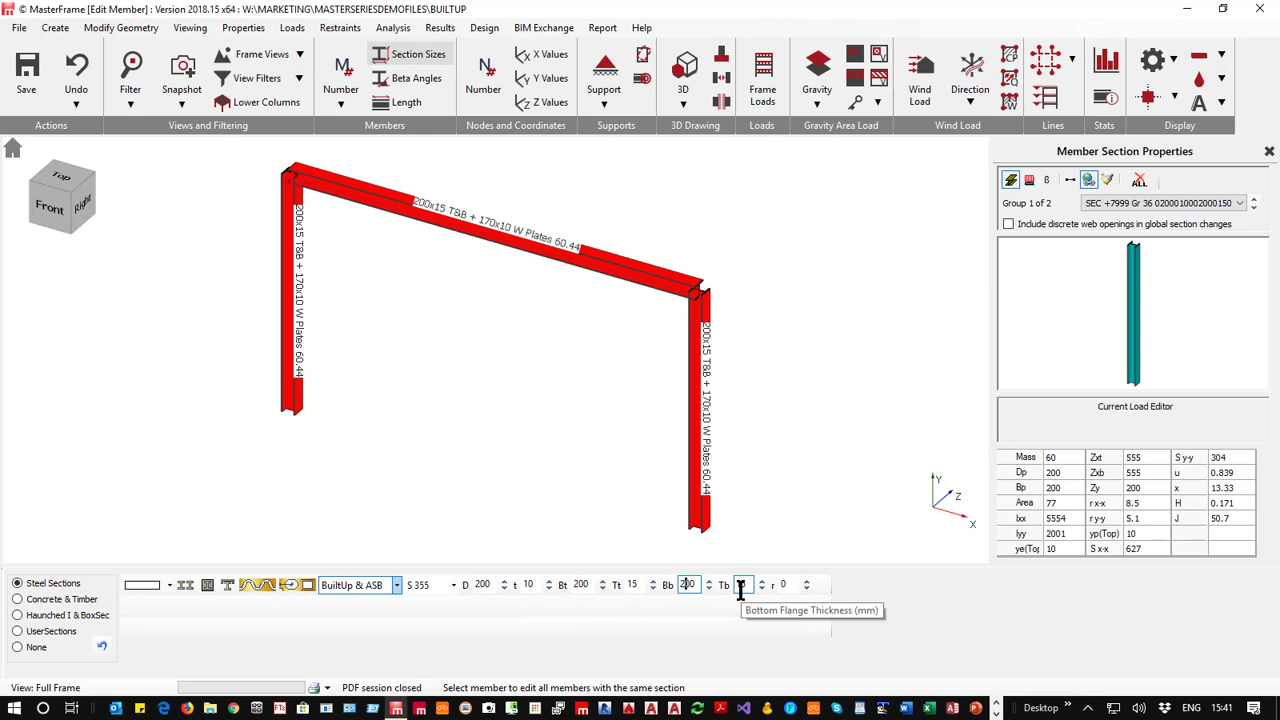 © MasterFrame [Edit Member] : Version 2018.15 x64 : W:\MARKETING\MASTERSERIESDEMOFILES\BUILTUP
File Create Modify Geometry Viewing Properties Loads Restraints Analysis Results Design BIM Exchange Report Help
Save Undo Filter Snapshot Frame Views View Filters Lower Columns
Number Section Sizes Beta Angles Length
Number X Values Y Values Z Values
Support 3D Frame Loads Gravity Wind Load Direction
Actions Views and Filtering Members Nodes and Coordinates Supports 3D Drawing Loads Gravity Area Load Wind Load Lines Stats Display
Top
Front Right
200x15 T&B + 170x10 W Plates 60.44
200x15 T&B + 170x10 W Plates 60.44
200x15 T&B + 170x10 W Plates 60.44
Y
Z
X
Member Section Properties
ALL
Group 1 of 2 SEC +7999 Gr 36 02000100002000150
Include discrete web openings in global section changes
Current Load Editor
Mass 60 Zxt 555 S y-y 304
Dp 200 Zxb 555 u 0.839
Bp 200 Zy 200 x 13.33
Area 77 r x-x 8.5 H 0.171
Ixx 5554 r y-y 5.1 J 50.7
Iyy 2001 yp(Top) 10
ye(To 10 S x-x 627
Steel Sections
Concrete & Timber
Haunched I & BoxSec
UserSections
None
BuiltUp & ASB S 355 D 200 t 10 Bt 200 Tt 15 Bb 200 Tb r 0
Bottom Flange Thickness (mm)
View: Full Frame PDF session closed Select member to edit all members with the same section
Desktop ENG 15:41